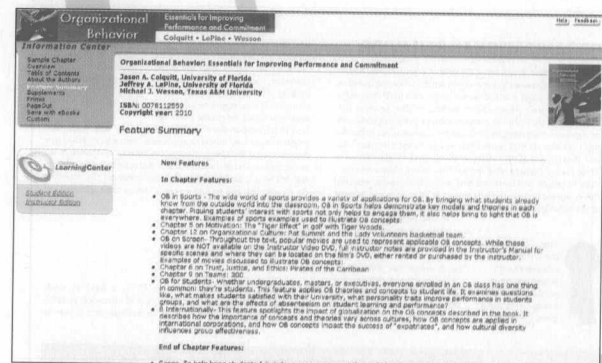 Organizational Behavior
Essentials for Improving Performance and Commitment
Colquitt • LePine • Wesson
Help Feedback
Information Center
Sample Chapter
Overview
Table of Contents
About the Authors
Feature Summary
Supplements
PageOut
Save with eBooks
Custom
LearningCenter
Student Edition
Instructor Edition
Organizational Behavior: Essentials for Improving Performance and Commitment
Jason A. Colquitt, University of Florida
Jeffrey A. LePine, University of Florida
Michael J. Wesson, Texas A&M University
ISBN: 0078112559
Copyright year: 2010
Feature Summary
New Features
In Chapter Features:
OB in Sports - The wide world of sports provides a variety of applications for OB. By bringing what students already
know from the outside world into the classroom, OB in Sports helps demonstrate key models and theories in each
chapter. Piquing students' interest with sports not only helps to engage them, it also helps bring to light that OB is
everywhere. Examples of sports examples used to illustrate OB concepts:
Chapter 5 on Motivation: The "Tiger Effect" in golf with Tiger Woods.
Chapter 12 on Organizational Culture: Pat Summit and the Lady Volunteers basketball team.
OB on Screen- Throughout the text, popular movies are used to represent applicable OB concepts. While these
videos are NOT available on the Instructor Video DVD, full instructor notes are provided in the Instructor's Manual for
specific scenes and where they can be located on the film's DVD, either rented or purchased by the instructor.
Examples of movies discussed to illustrate OB concepts:
Chapter 6 on Trust, Justice, and Ethics: Pirates of the Caribbean
Chapter 9 on Teams: 300
OB for Students- Whether undergraduates, masters, or executives, everyone enrolled in an OB class has one thing
in common: they're students. This feature applies OB theories and concepts to student life. It examines questions
like, what makes students satisfied with their University, what personality traits improve performance in students
groups, and what are the effects of absenteeism on student learning and performance?
This feature spotlights the impact of globalization on the OB concepts described in the book. It
describes how the importance of concepts and theories vary across cultures, how OB concepts are applied in
international corporations, and how OB concepts impact the success of "expatriates", and how cultural diversity
influences group effectiveness.
End of Chapter Features: